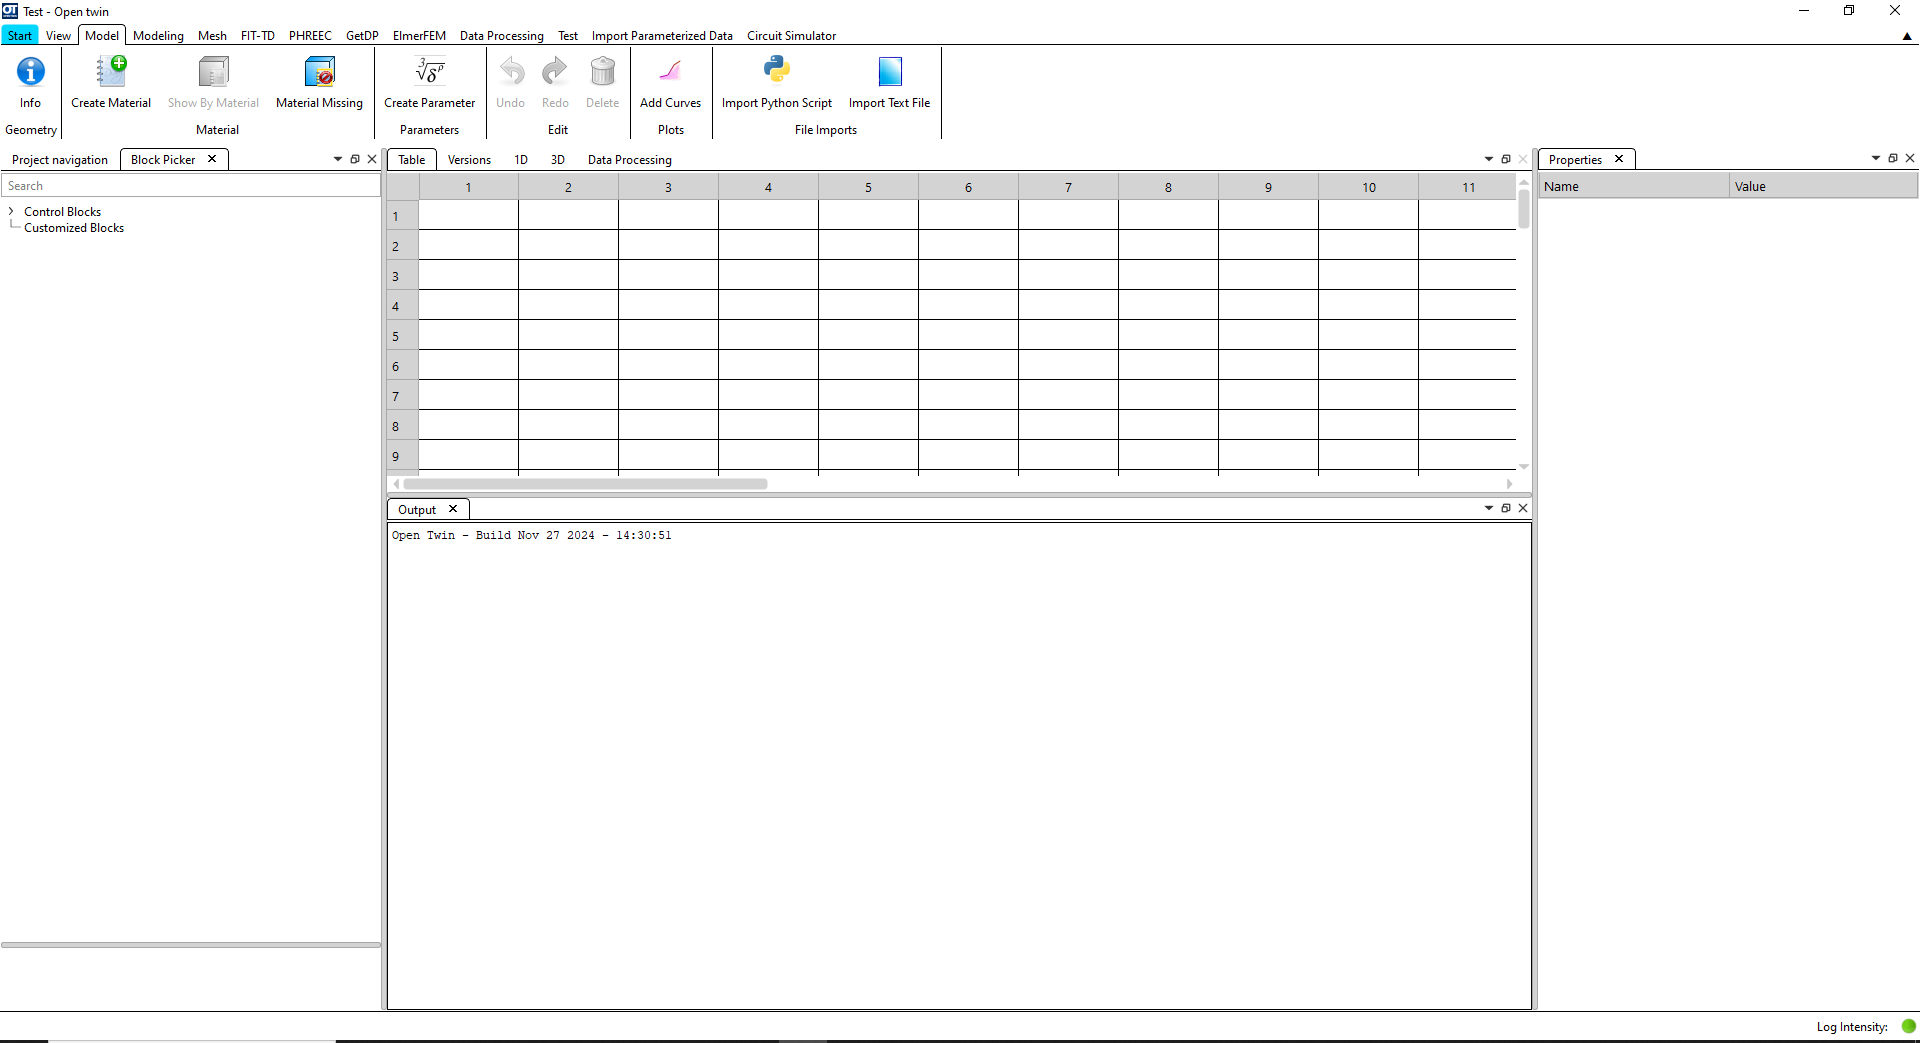 OT Test - Open twin
Start View Model Modeling Mesh FIT-TD PHREEC GetDP ElmerFEM Data Processing Test Import Parameterized Data Circuit Simulator
Info Create Material Show By Material Material Missing Create Parameter Undo Redo Delete Add Curves Import Python Script Import Text File
Geometry Material Parameters Edit Plots File Imports
Project navigation Block Picker Table Versions 1D 3D Data Processing Properties
Search
1 2 3 4 5 6 7 8 9 10 11
Name Value
Control Blocks
Customized Blocks
1
2
3
4
5
6
7
8
9
Output
Open Twin - Build Nov 27 2024 - 14:30:51
Log Intensity: